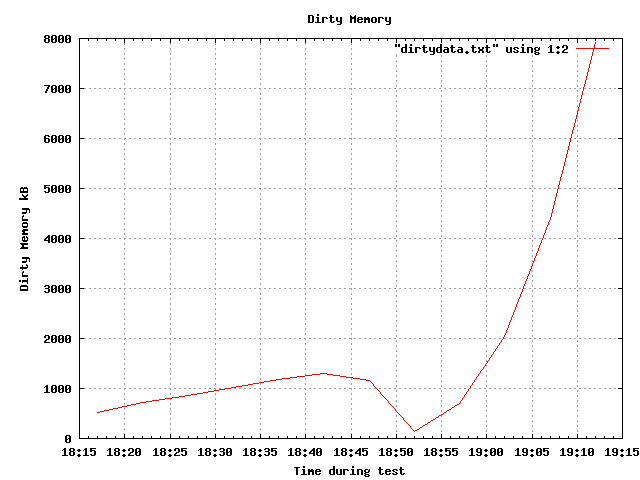 Dirty Memory
"dirtydata.txt" using 1:2
8000
7000
6000
5000
4000
3000
2000
1000
0
Dirty Memory kB
18:15 18:20 18:25 18:30 18:35 18:40 18:45 18:50 18:55 19:00 19:05 19:10 19:15
Time during test